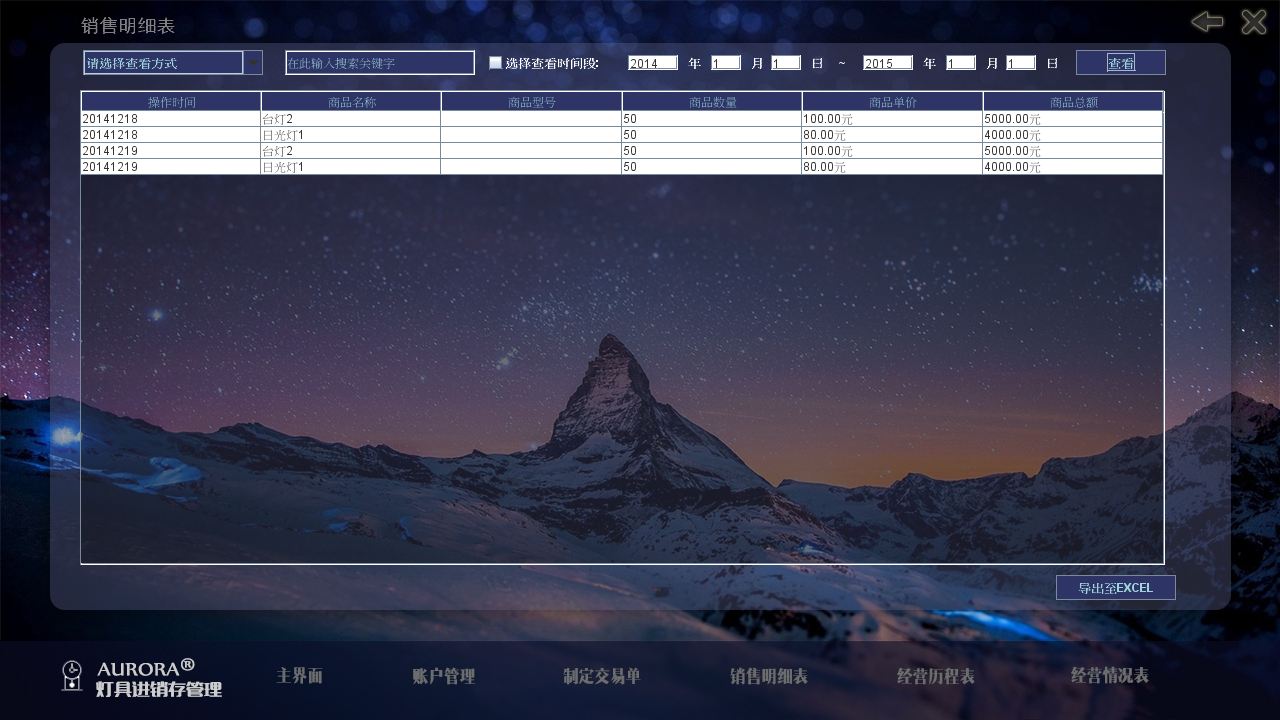 销售明细表
请选择查看方式 在此输入搜索关键字 选择查看时间段: 2014 年 1 月 1 日 ~ 2015 年 1 月 1 日 查看
操作时间 商品名称 商品型号 商品数量 商品单价 商品总额
20141218 台灯2 50 100.00元 5000.00元
20141218 日光灯1 50 80.00元 4000.00元
20141219 台灯2 50 100.00元 5000.00元
20141219 日光灯1 50 80.00元 4000.00元
导出至EXCEL
AURORA®
灯具进销存管理
主界面 账户管理 制定交易单 销售明细表 经营历程表 经营情况表